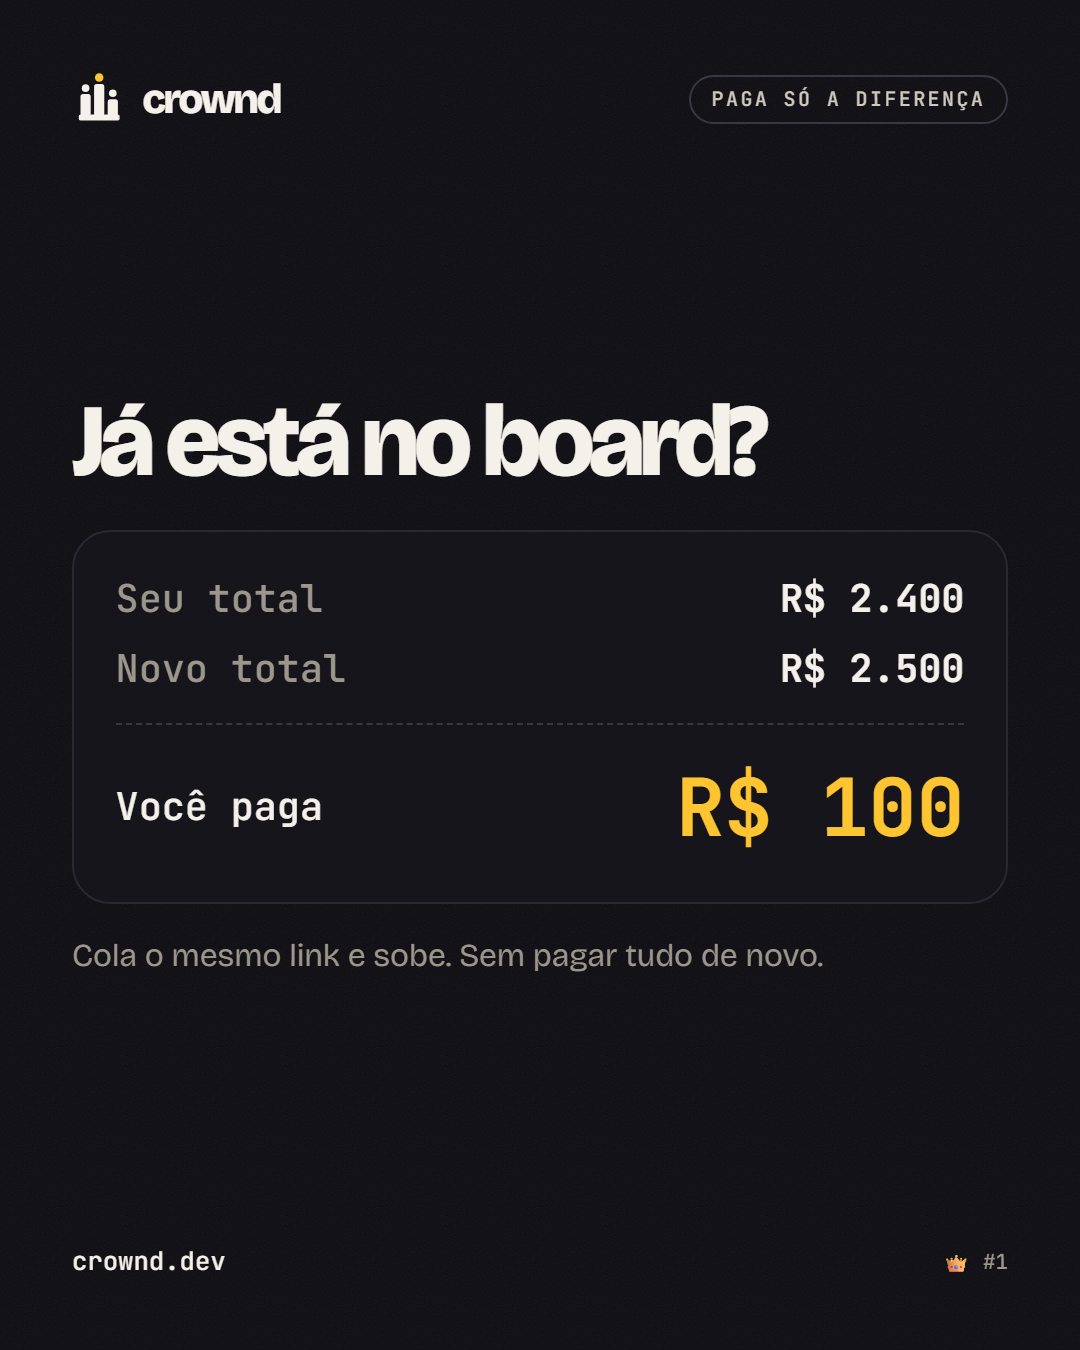 crownd
PAGA SÓ A DIFERENÇA
Já está no board?
Seu total R$ 2.400
Novo total R$ 2.500
Você paga R$ 100
Cola o mesmo link e sobe. Sem pagar tudo de novo.
crownd.dev
👑 #1